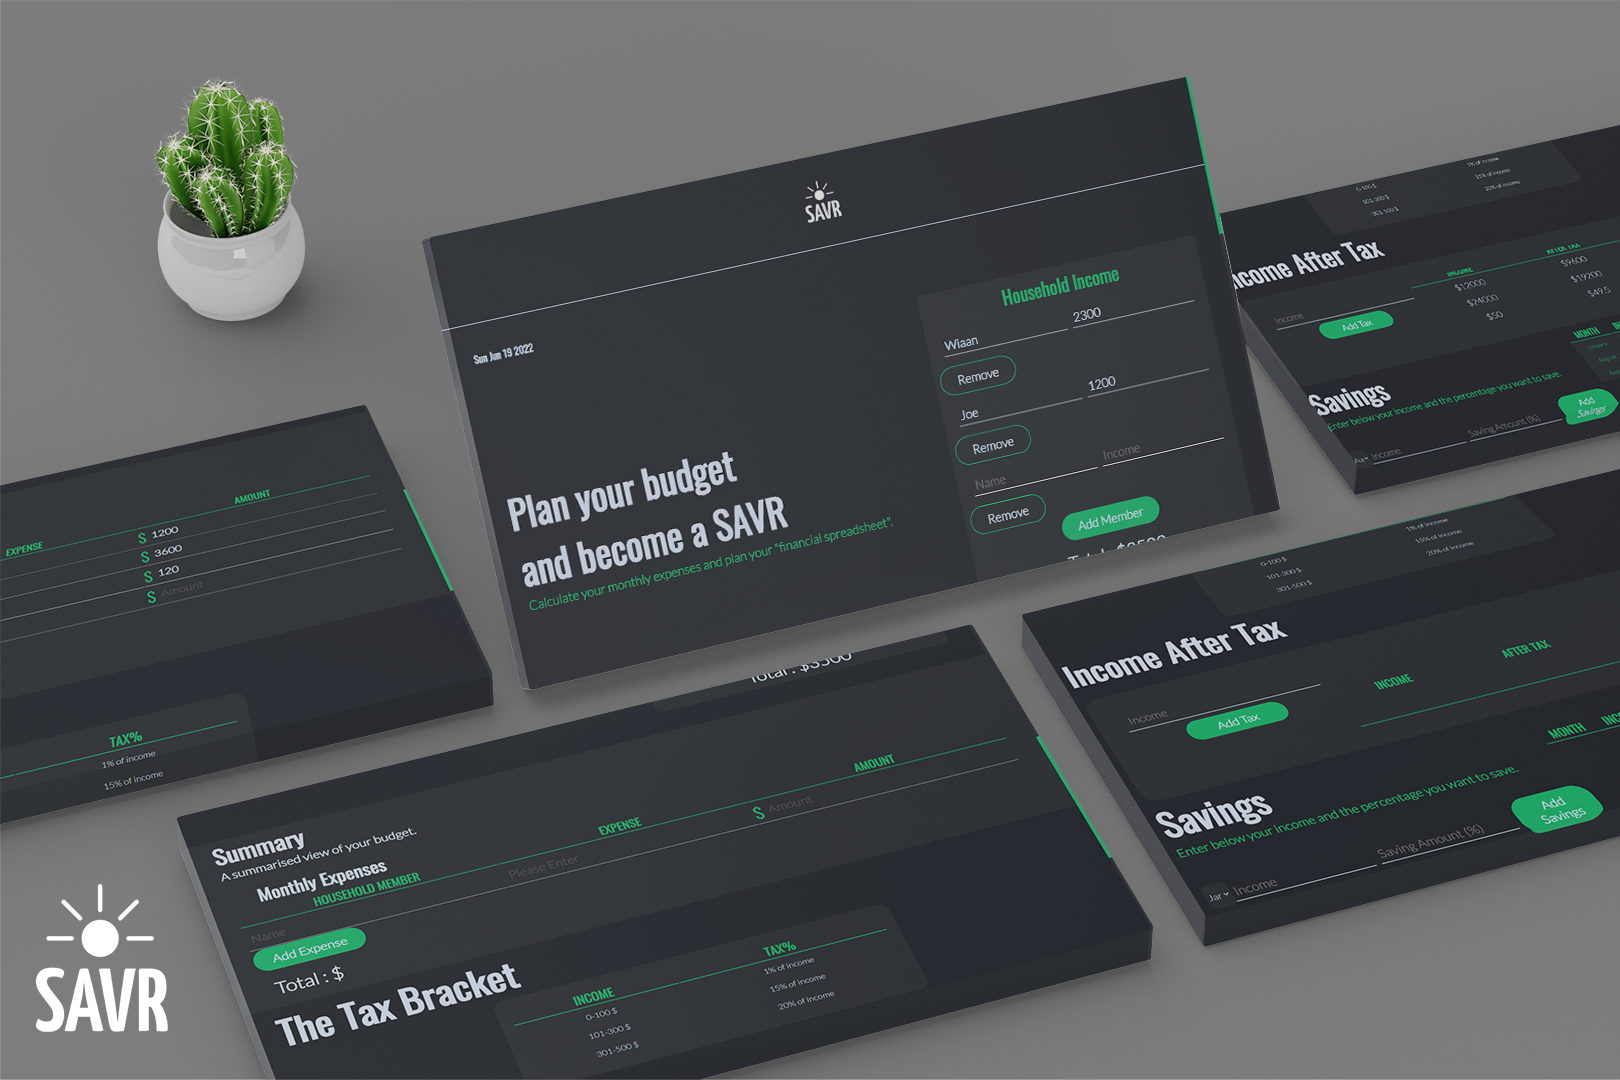 SAVR
Sun Jun 19 2022
Plan your budget
and become a SAVR
Calculate your monthly expenses and plan your "financial spreadsheet".
Household Income
Wiaan 2300
Remove
Joe 1200
Remove
Name Income
Remove
Add Member
1% of income
0-100 $ 15% of income
101-300 $ 20% of income
301-500 $
Income After Tax
INCOME AFTER TAX
Income $12000 $9600
Add Tax $24000 $19200
$50 $49.5
MONTH
January
August
Savings
Enter below your income and the percentage you want to save.
Income Saving Amount (%) Add
Savings
EXPENSE AMOUNT
$ 1200
$ 3600
$ 120
$ Amount
TAX%
1% of income
15% of income
Total : $3500
Summary
A summarised view of your budget.
Monthly Expenses
HOUSEHOLD MEMBER EXPENSE AMOUNT
Name Please Enter $ Amount
Add Expense
Total : $
The Tax Bracket
INCOME TAX%
0-100 $ 1% of income
101-300 $ 15% of income
301-500 $ 20% of income
0-100 $ 1% of income
101-300 $ 15% of income
301-500 $ 20% of income
Income After Tax
INCOME AFTER TAX
Income
Add Tax
MONTH
Savings
Enter below your income and the percentage you want to save.
Jan Income Saving Amount (%) Add
Savings
SAVR